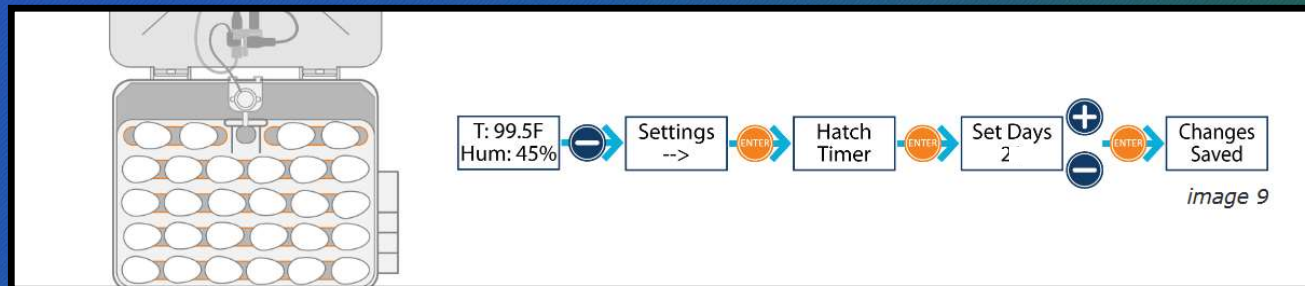 T: 99.5F
Hum: 45%
Settings
-->
ENTER
Hatch
Timer
ENTER
Set Days
2
ENTER
Changes
Saved
image 9